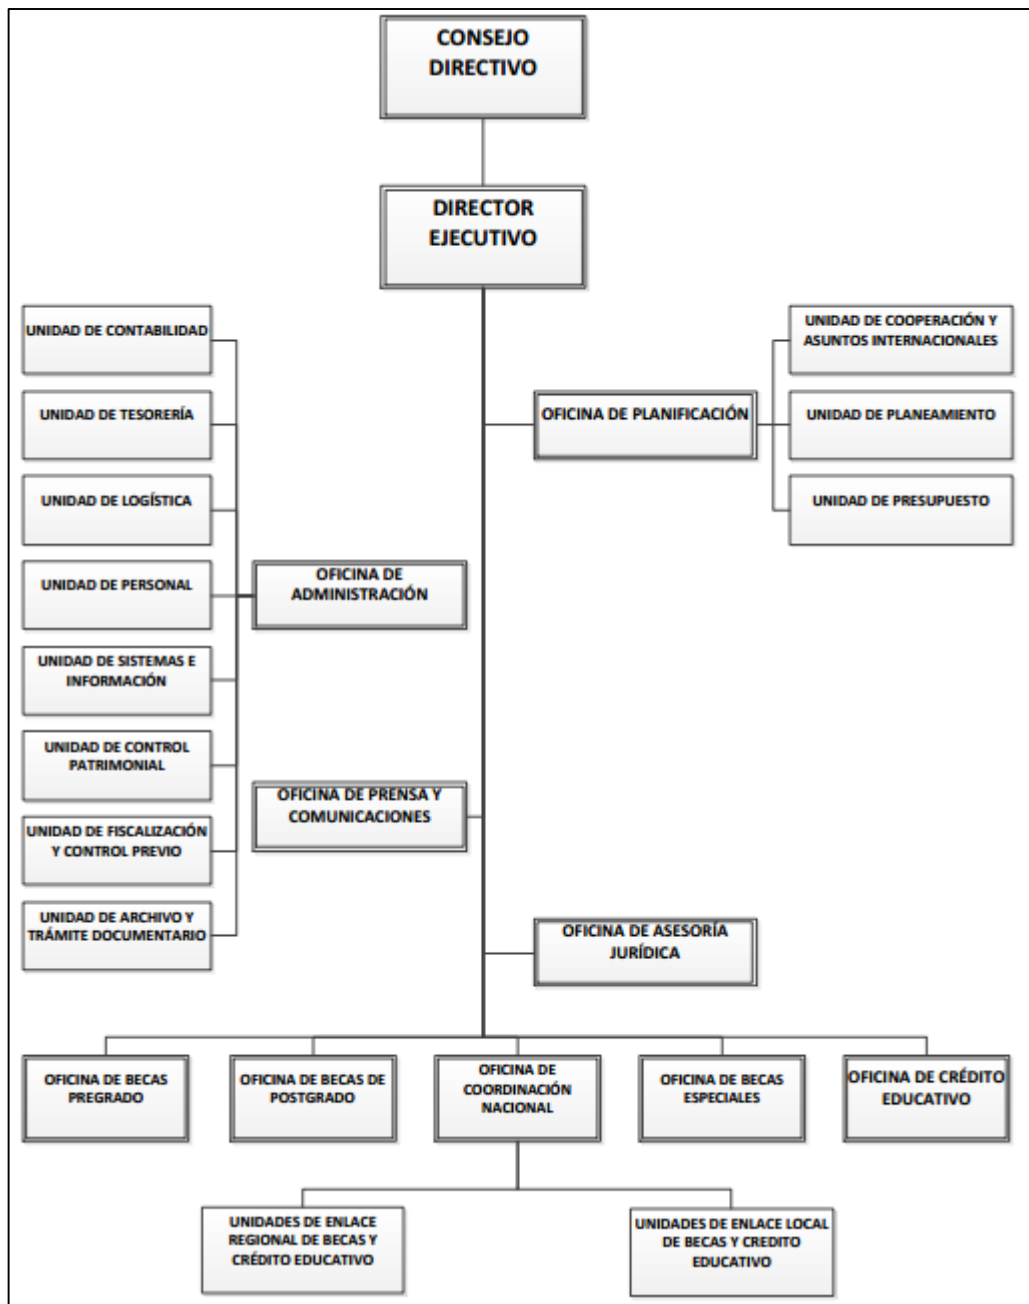 CONSEJO
DIRECTIVO
DIRECTOR
EJECUTIVO
UNIDAD DE CONTABILIDAD
UNIDAD DE TESORERÍA
UNIDAD DE LOGÍSTICA
UNIDAD DE PERSONAL
UNIDAD DE SISTEMAS E
INFORMACIÓN
UNIDAD DE CONTROL
PATRIMONIAL
UNIDAD DE FISCALIZACIÓN
Y CONTROL PREVIO
UNIDAD DE ARCHIVO Y
TRÁMITE DOCUMENTARIO
OFICINA DE
ADMINISTRACIÓN
OFICINA DE PRENSA Y
COMUNICACIONES
OFICINA DE PLANIFICACIÓN
UNIDAD DE COOPERACIÓN Y
ASUNTOS INTERNACIONALES
UNIDAD DE PLANEAMIENTO
UNIDAD DE PRESUPUESTO
OFICINA DE ASESORÍA
JURÍDICA
OFICINA DE BECAS
PREGRADO
OFICINA DE BECAS DE
POSTGRADO
OFICINA DE
COORDINACIÓN
NACIONAL
OFICINA DE BECAS
ESPECIALES
OFICINA DE CRÉDITO
EDUCATIVO
UNIDADES DE ENLACE
REGIONAL DE BECAS Y
CRÉDITO EDUCATIVO
UNIDADES DE ENLACE LOCAL
DE BECAS Y CREDITO
EDUCATIVO